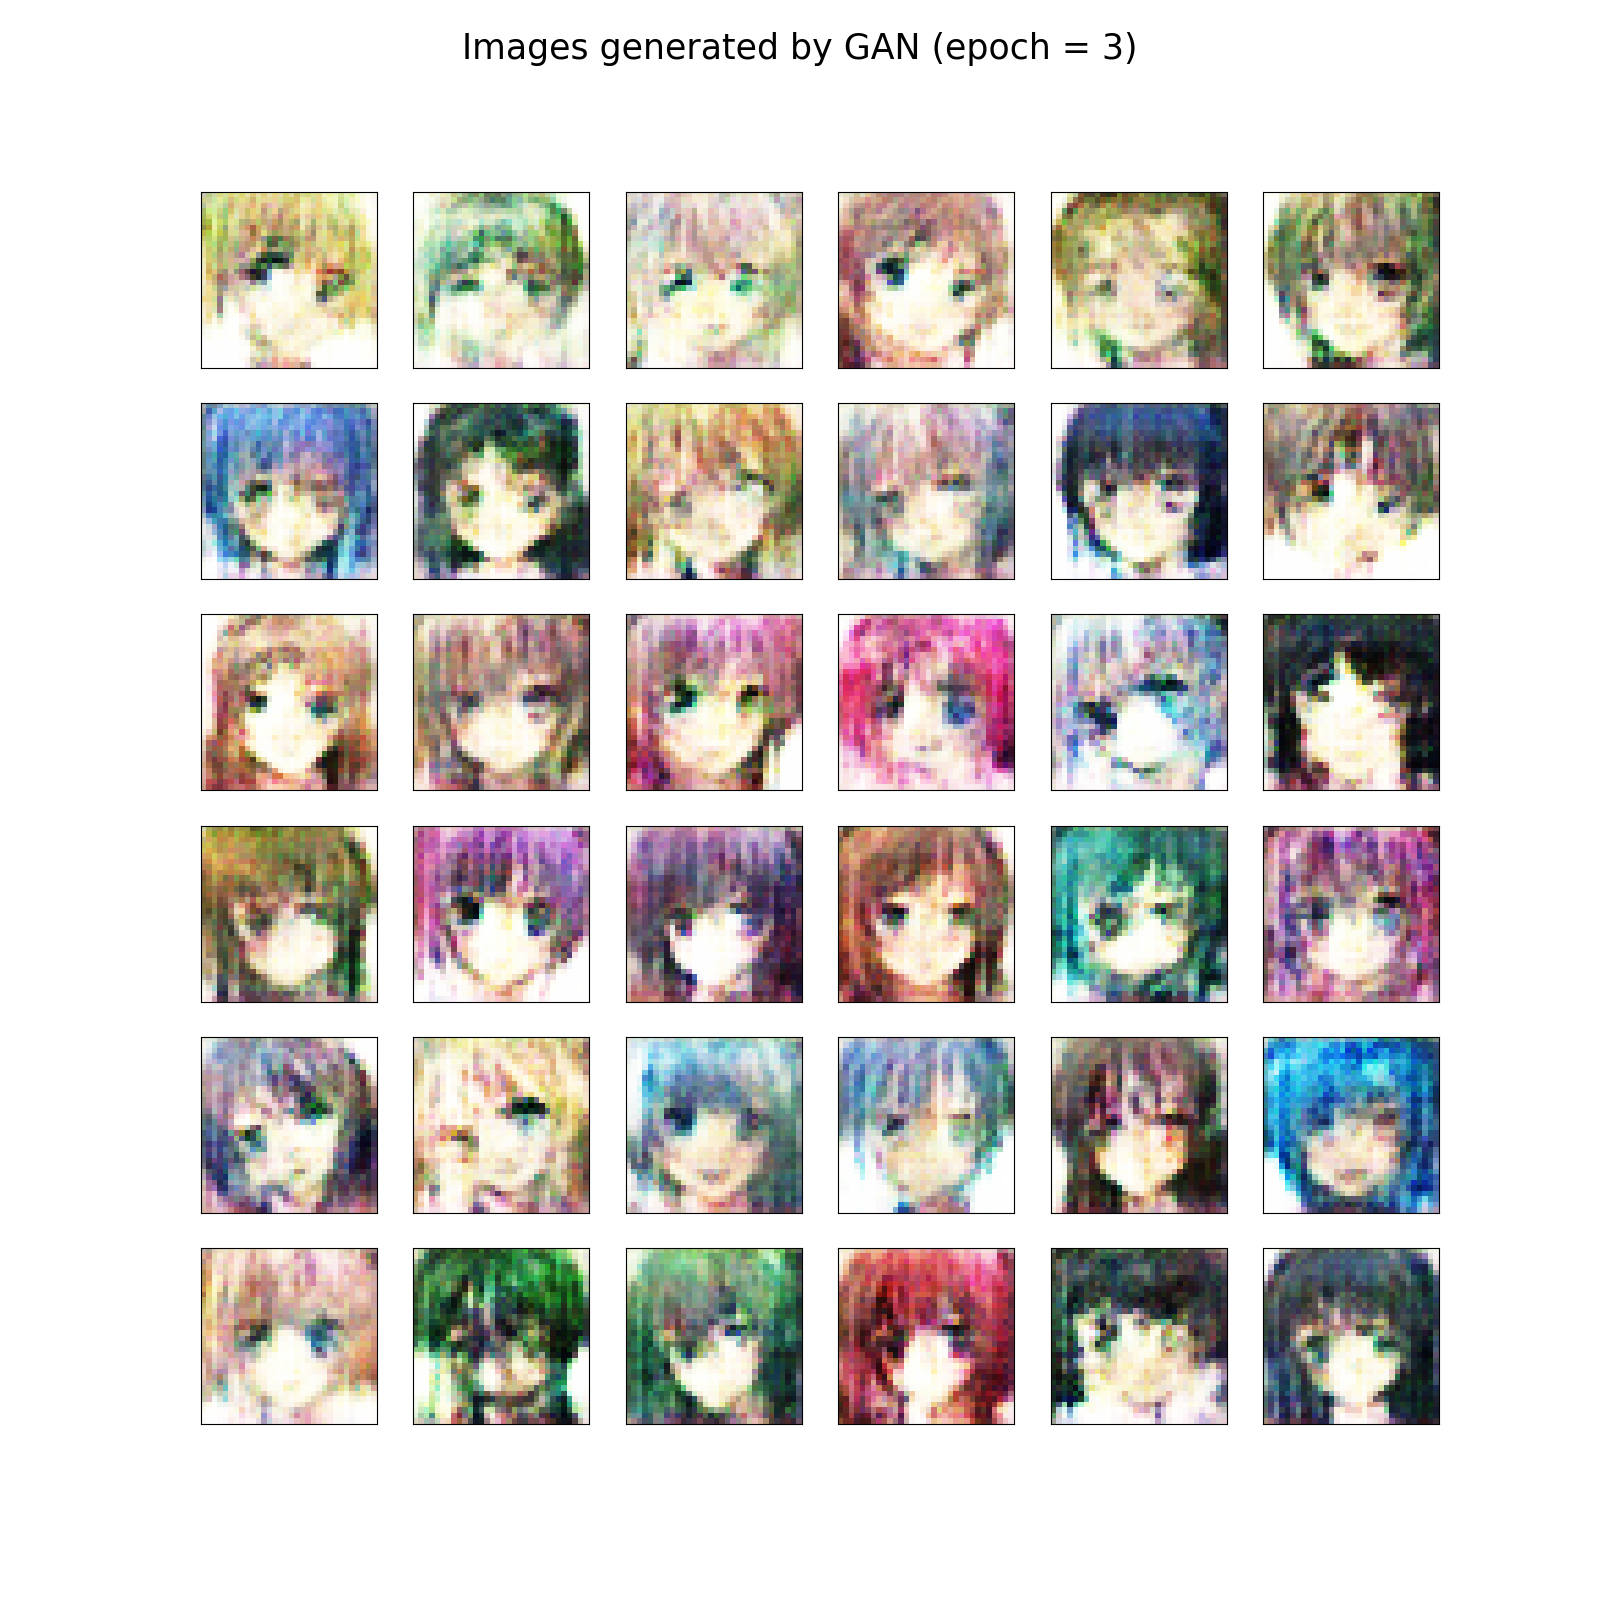 Images generated by GAN (epoch = 3)